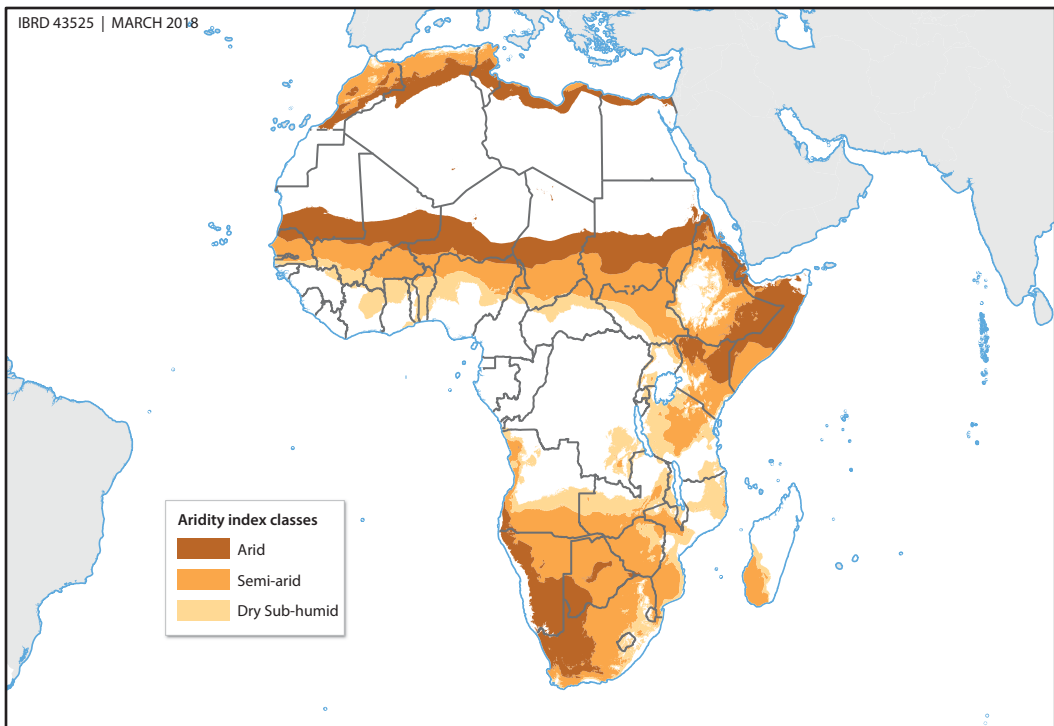 IBRD 43525 | MARCH 2018
Aridity index classes
Arid
Semi-arid
Dry Sub-humid